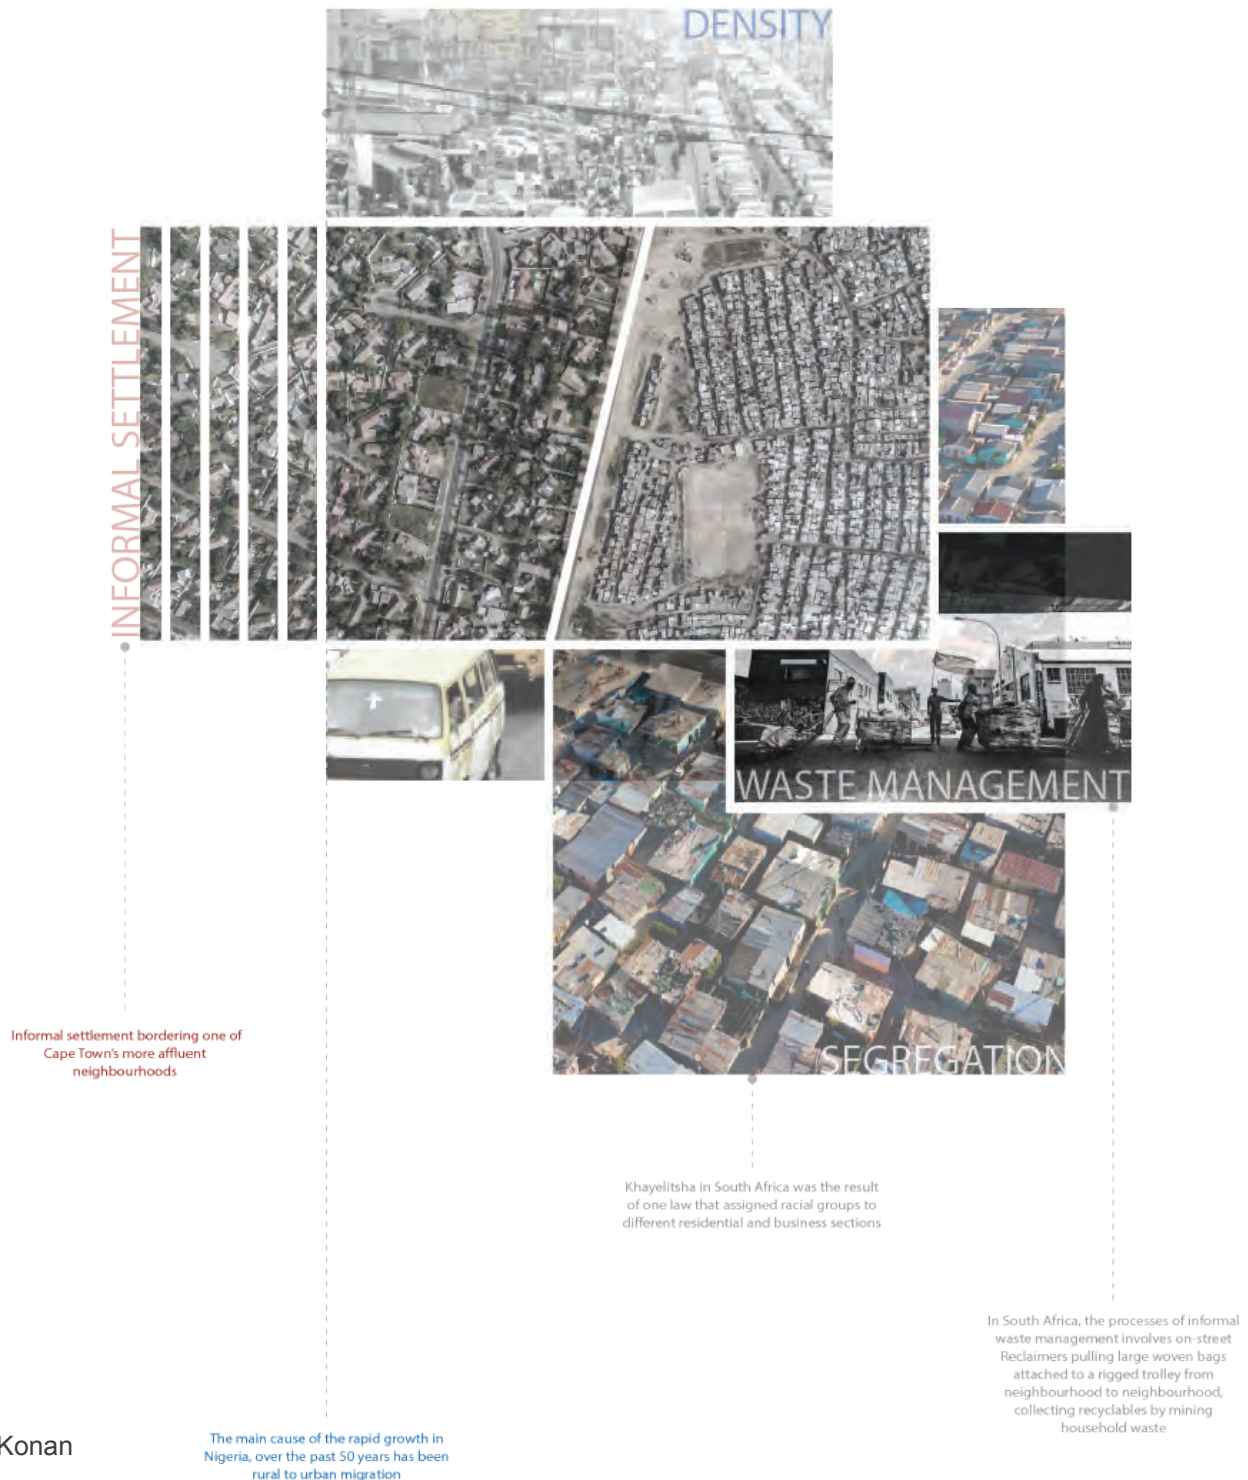 DENSITY
INFORMAL SETTLEMENT
WASTE MANAGEMENT
SEGREGATION
Informal settlement bordering one of
Cape Town's more affluent
neighbourhoods
Khayelitsha in South Africa was the result
of one law that assigned racial groups to
different residential and business sections
In South Africa, the processes of informal
waste management involves on-street
Reclaimers pulling large woven bags
attached to a rigged trolley from
neighbourhood to neighbourhood,
collecting recyclables by mining
household waste
Konan
The main cause of the rapid growth in
Nigeria, over the past 50 years has been
rural to urban migration